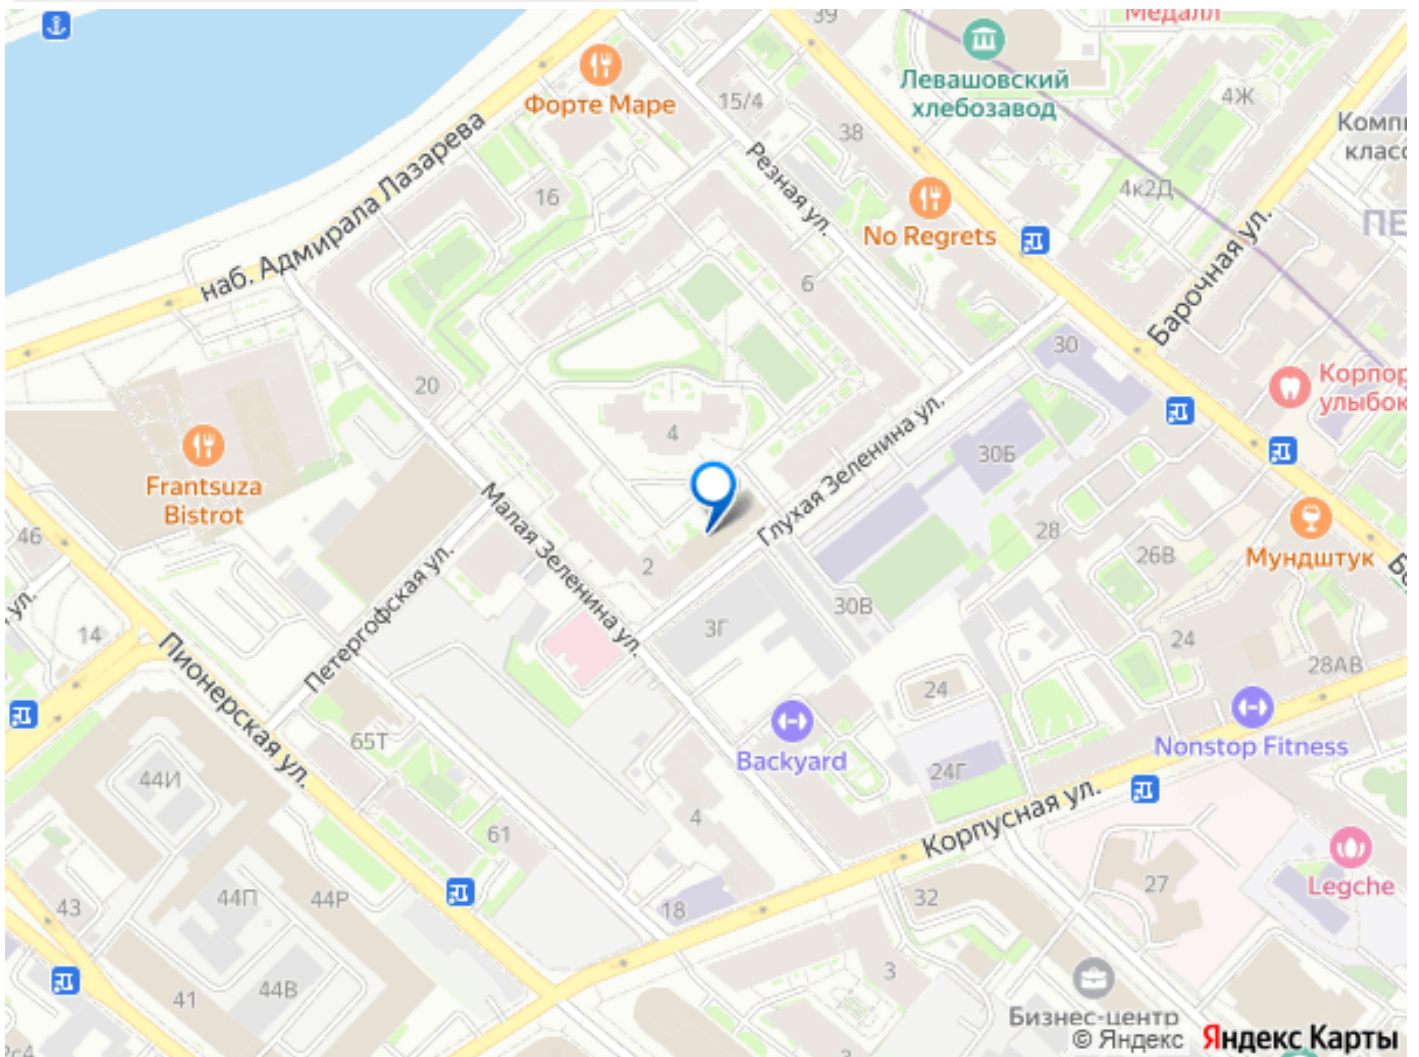 39
Медалл
Форте Маре
15/4
Левашовский
хлебозавод
4Ж
38
Резная ул.
наб. Адмирала Лазарева
16
4к2Д
No Regrets
Барочная ул.
ПЕ
6
20
30
Корпор
улыбок
4
Глухая Зеленина ул.
30Б
Frantsuza
Bistrot
Малая Зеленина ул.
46
28
26В
Мундштук
Петергофская ул.
2
ул.
14
30В
3Г
24
28АВ
Пионерская ул.
24
65Т
Backyard
Nonstop Fitness
44И
24Г
Корпусная ул.
4
61
Legche
27
44П
44Р
43
18
32
3
44В
41
Бизнес-центр
2с4
© Яндекс
Яндекс Карты